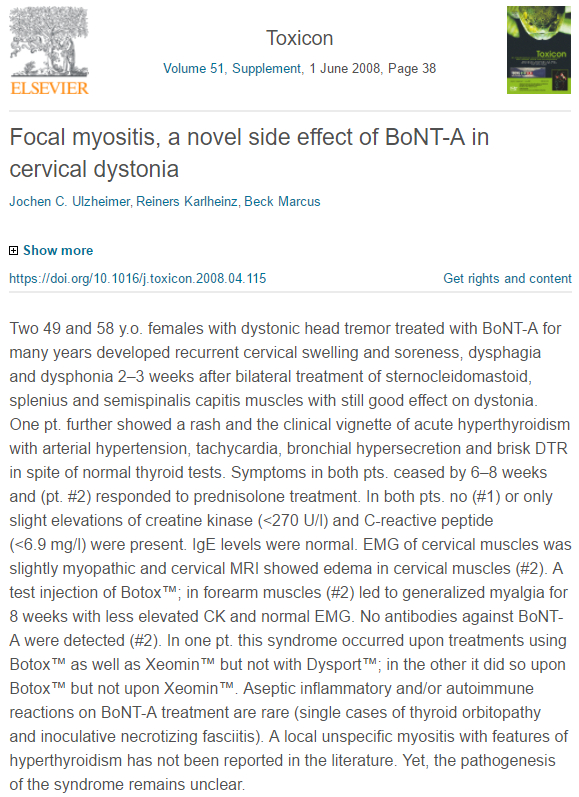 Toxicon
Volume 51, Supplement, 1 June 2008, Page 38
ELSEVIER
Toxicon
Focal myositis, a novel side effect of BoNT-A in
cervical dystonia
Jochen C. Ulzheimer, Reiners Karlheinz, Beck Marcus
Show more
https://doi.org/10.1016/j.toxicon.2008.04.115 Get rights and content
Two 49 and 58 y.o. females with dystonic head tremor treated with BoNT-A for
many years developed recurrent cervical swelling and soreness, dysphagia
and dysphonia 2–3 weeks after bilateral treatment of sternocleidomastoid,
splenius and semispinalis capitis muscles with still good effect on dystonia.
One pt. further showed a rash and the clinical vignette of acute hyperthyroidism
with arterial hypertension, tachycardia, bronchial hypersecretion and brisk DTR
in spite of normal thyroid tests. Symptoms in both pts. ceased by 6–8 weeks
and (pt. #2) responded to prednisolone treatment. In both pts. no (#1) or only
slight elevations of creatine kinase (<270 U/l) and C-reactive peptide
(<6.9 mg/l) were present. IgE levels were normal. EMG of cervical muscles was
slightly myopathic and cervical MRI showed edema in cervical muscles (#2). A
test injection of Botox™; in forearm muscles (#2) led to generalized myalgia for
8 weeks with less elevated CK and normal EMG. No antibodies against BoNT-
A were detected (#2). In one pt. this syndrome occurred upon treatments using
Botox™ as well as Xeomin™ but not with Dysport™; in the other it did so upon
Botox™ but not upon Xeomin™. Aseptic inflammatory and/or autoimmune
reactions on BoNT-A treatment are rare (single cases of thyroid orbitopathy
and inoculative necrotizing fasciitis). A local unspecific myositis with features of
hyperthyroidism has not been reported in the literature. Yet, the pathogenesis
of the syndrome remains unclear.